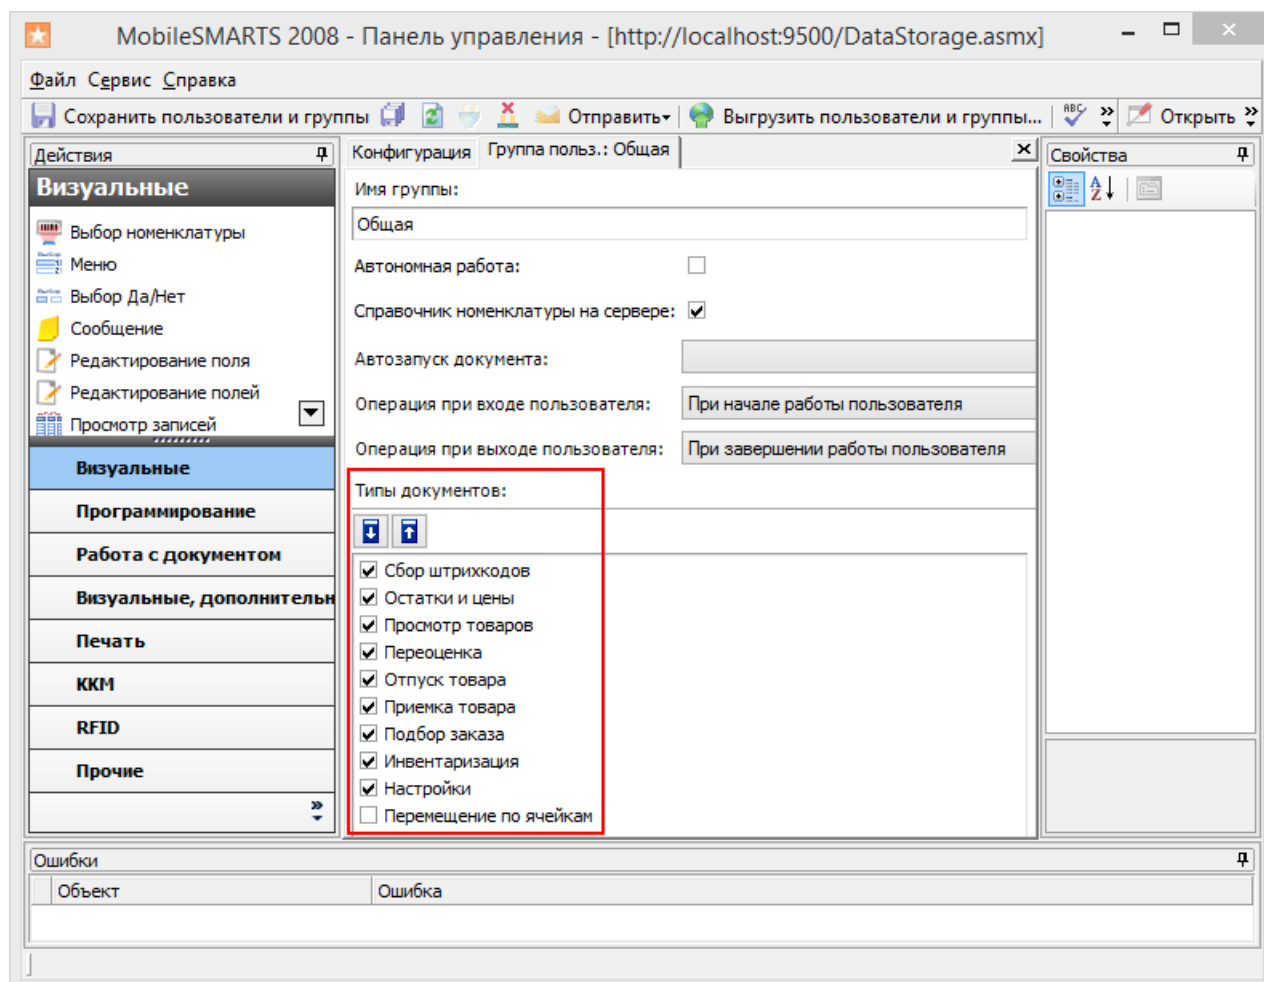 MobileSMARTS 2008 - Панель управления - [http://localhost:9500/DataStorage.asmx]
Файл Сервис Справка
Сохранить пользователи и группы Отправить Выгрузить пользователи и группы... ABC Открыть
Действия
Визуальные
Выбор номенклатуры
Меню
Выбор Да/Нет
Сообщение
Редактирование поля
Редактирование полей
Просмотр записей
Визуальные
Программирование
Работа с документом
Визуальные, дополнительн
Печать
ККМ
RFID
Прочие
Конфигурация Группа польз.: Общая
Имя группы:
Общая
Автономная работа:
Справочник номенклатуры на сервере:
Автозапуск документа:
Операция при входе пользователя: При начале работы пользователя
Операция при выходе пользователя: При завершении работы пользователя
Типы документов:
Сбор штрихкодов
Остатки и цены
Просмотр товаров
Переоценка
Отпуск товара
Приемка товара
Подбор заказа
Инвентаризация
Настройки
Перемещение по ячейкам
Свойства
Ошибки
Объект Ошибка